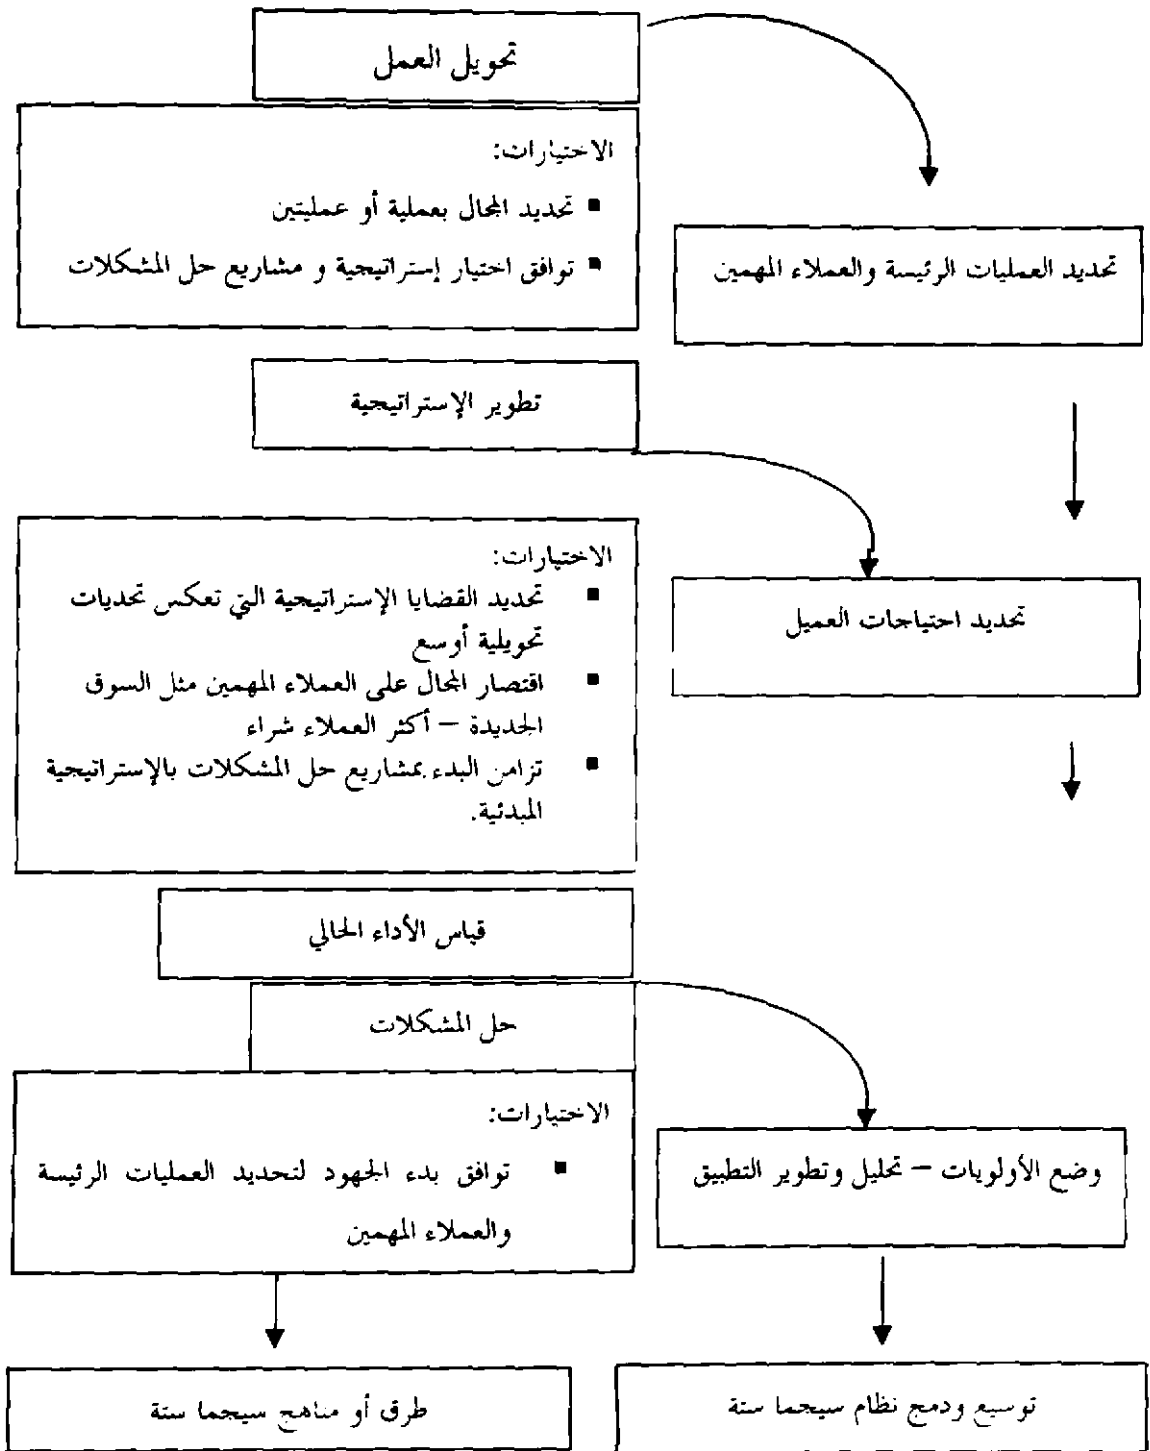 تحويل العمل
الاختيارات:
▪ تحديد المجال بعملية أو عمليتين
▪ توافق اختيار إستراتيجية و مشاريع حل المشكلات
تحديد العمليات الرئيسة والعملاء المهمين
تطوير الإستراتيجية
الاختيارات:
▪ تحديد القضايا الإستراتيجية التي تعكس تحديات
تحويلية أوسع
▪ اقتصار المجال على العملاء المهمين مثل السوق
الجديدة – أكثر العملاء شراء
▪ تزامن البدء بمشاريع حل المشكلات بالإستراتيجية
المبدئية.
تحديد احتياجات العميل
قياس الأداء الحالي
حل المشكلات
الاختيارات:
▪ توافق بدء الجهود لتحديد العمليات الرئيسة
والعملاء المهمين
وضع الأولويات – تحليل وتطوير التطبيق
توسيع ودمج نظام سيجما ستة
طرق أو مناهج سيجما ستة